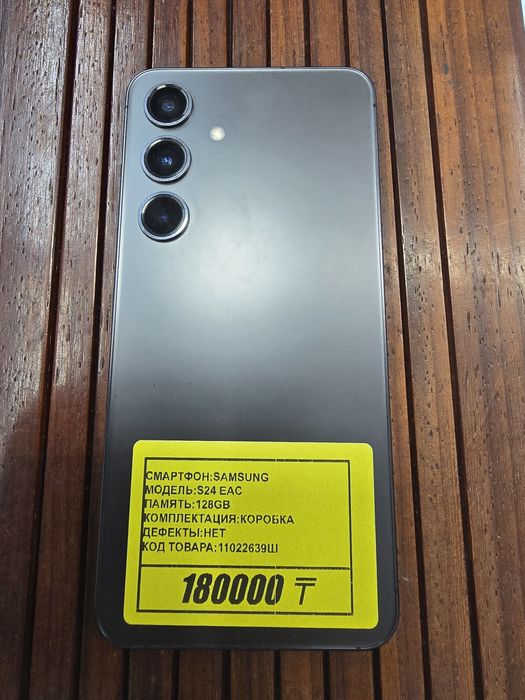 СМАРТФОН:SAMSUNG
МОДЕЛЬ:S24 EAC
ПАМЯТЬ:128GB
КОМПЛЕКТАЦИЯ:КОРОБКА
ДЕФЕКТЫ:НЕТ
КОД ТОВАРА:11022639Ш
180000 ₸